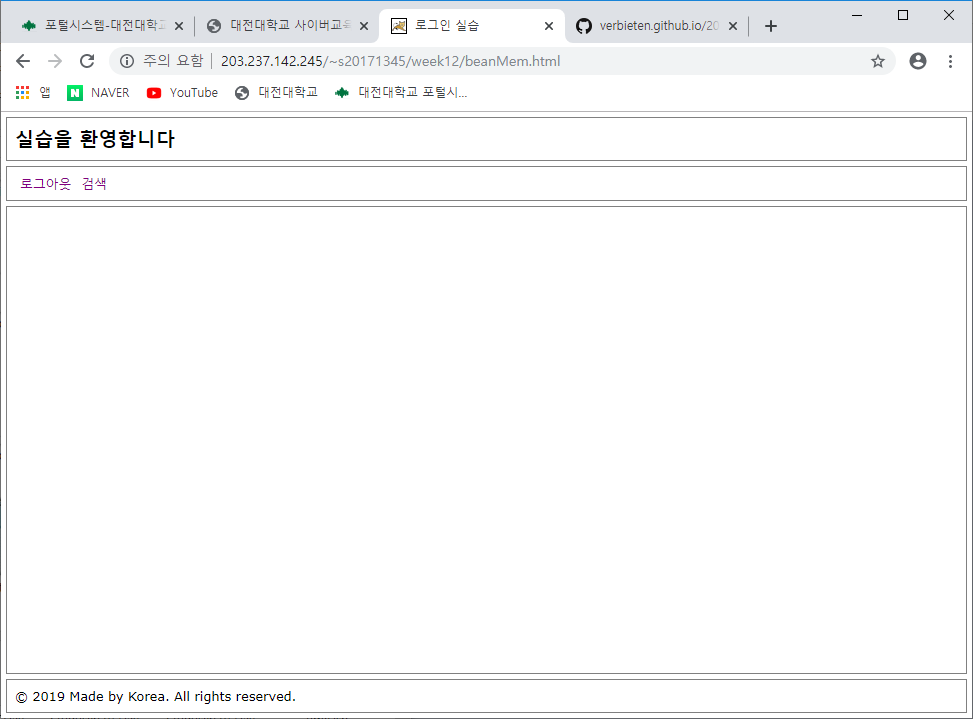 포털시스템-대전대학교
대전대학교 사이버교육
로그인 실습
verbieten.github.io/20
주의 요함 203.237.142.245/~s20171345/week12/beanMem.html
앱 NAVER YouTube 대전대학교 대전대학교 포털시...
실습을 환영합니다
로그아웃 검색
© 2019 Made by Korea. All rights reserved.